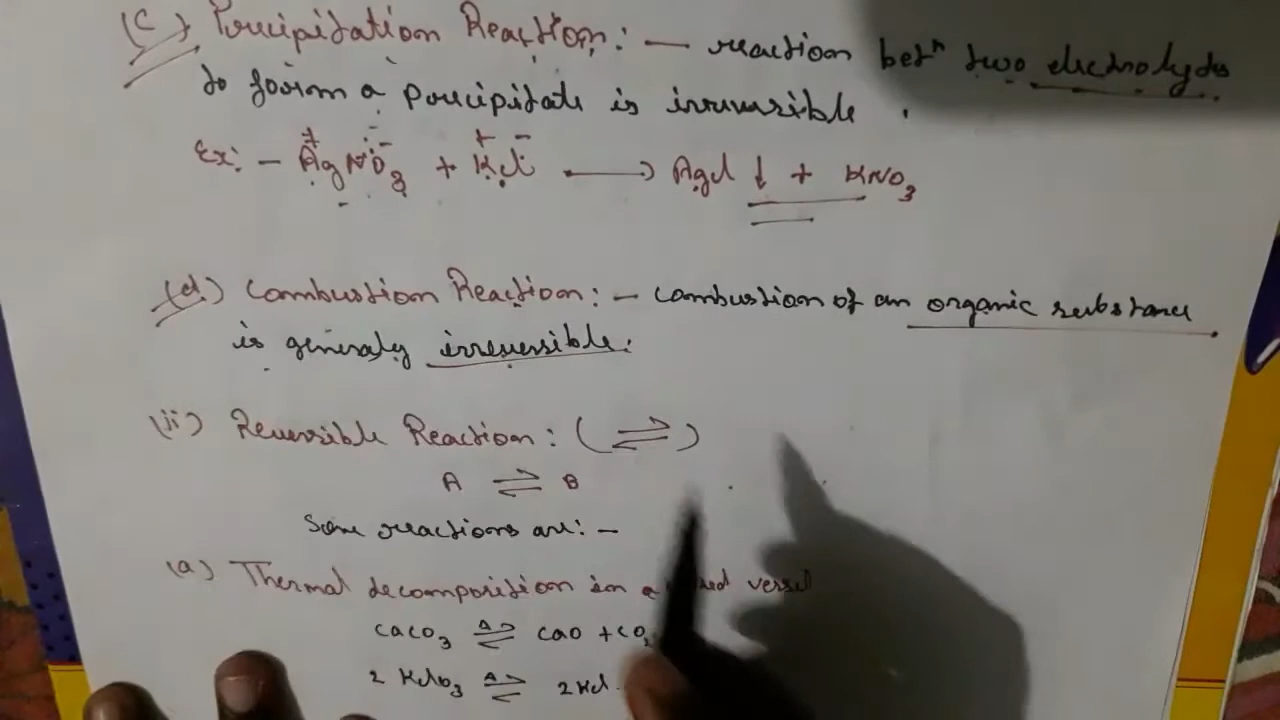 (c) Precipitation Reaction: — reaction betⁿ two electrolytes
to form a precipitate is irreversible.
Ex: - AgNO₃ + KCl ⟶ AgCl ↓ + KNO₃
(d) Combustion Reaction: - combustion of an organic substance
is generaly irreversible.
(ii) Reversible Reaction: (⇌)
A ⇌ B
Some reactions are: -
(a) Thermal decomposition in a vessel
CaCO₃ ⇌ CaO + CO₂
2 KClO₃ ⇌ 2KCl